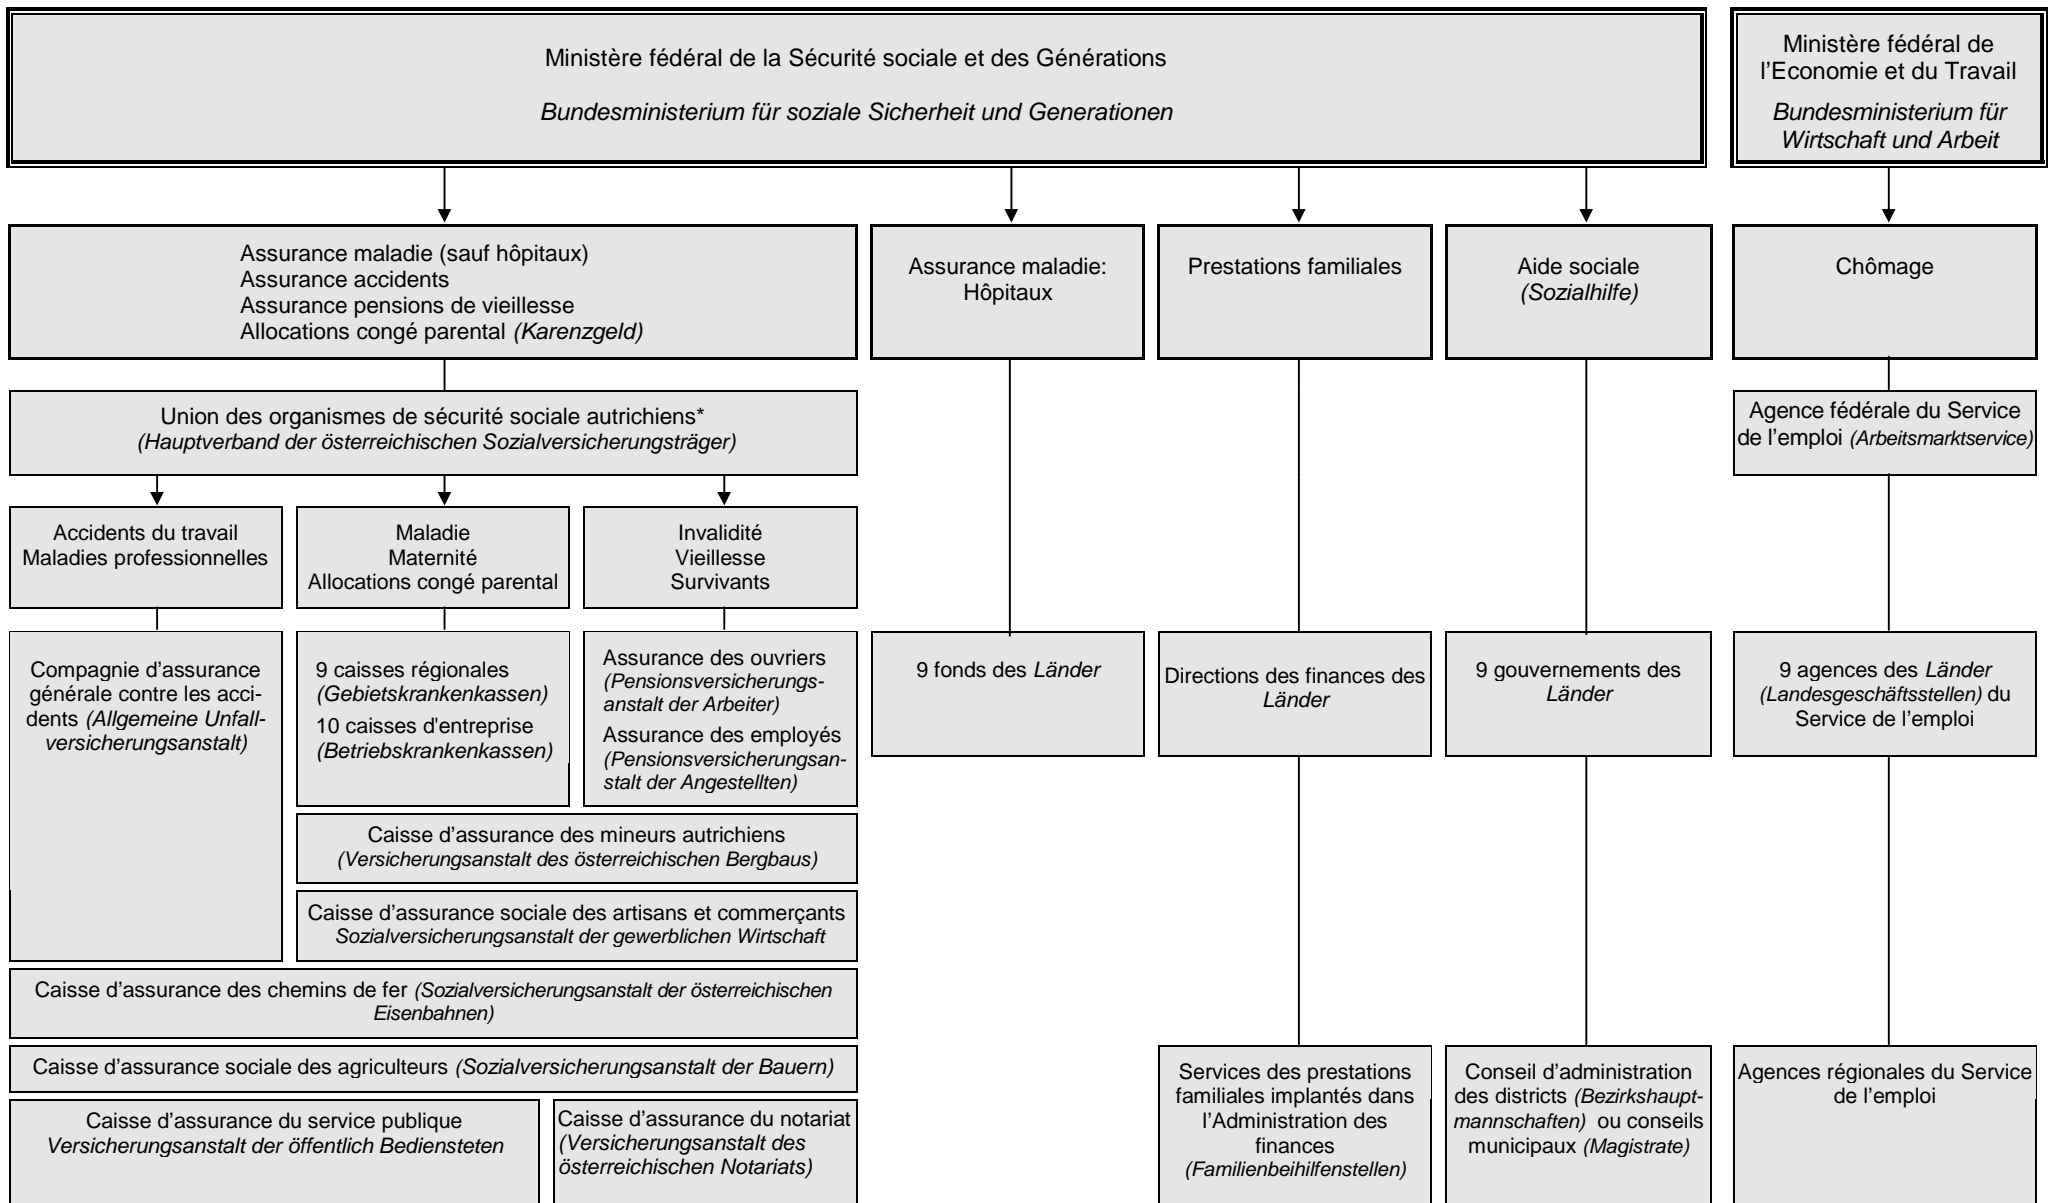 Ministère fédéral de la Sécurité sociale et des Générations
Bundesministerium für soziale Sicherheit und Generationen
Ministère fédéral de
l'Economie et du Travail
Bundesministerium für
Wirtschaft und Arbeit
Assurance maladie (sauf hôpitaux)
Assurance accidents
Assurance pensions de vieillesse
Allocations congé parental (Karenzgeld)
Assurance maladie:
Hôpitaux
Prestations familiales
Aide sociale
(Sozialhilfe)
Chômage
Union des organismes de sécurité sociale autrichiens*
(Hauptverband der österreichischen Sozialversicherungsträger)
Agence fédérale du Service
de l'emploi (Arbeitsmarktservice)
Accidents du travail
Maladies professionnelles
Maladie
Maternité
Allocations congé parental
Invalidité
Vieillesse
Survivants
Compagnie d'assurance
générale contre les acci-
dents (Allgemeine Unfall-
versicherungsanstalt)
9 caisses régionales
(Gebietskrankenkassen)
10 caisses d'entreprise
(Betriebskrankenkassen)
Assurance des ouvriers
(Pensionsversicherungs-
anstalt der Arbeiter)
Assurance des employés
(Pensionsversicherungsan-
stalt der Angestellten)
9 fonds des Länder
Directions des finances des
Länder
9 gouvernements des
Länder
9 agences des Länder
(Landesgeschäftsstellen) du
Service de l'emploi
Caisse d'assurance des mineurs autrichiens
(Versicherungsanstalt des österreichischen Bergbaus)
Caisse d'assurance sociale des artisans et commerçants
Sozialversicherungsanstalt der gewerblichen Wirtschaft
Caisse d'assurance des chemins de fer (Sozialversicherungsanstalt der österreichischen
Eisenbahnen)
Caisse d'assurance sociale des agriculteurs (Sozialversicherungsanstalt der Bauern)
Caisse d'assurance du service publique
Versicherungsanstalt der öffentlich Bediensteten
Caisse d'assurance du notariat
(Versicherungsanstalt des
österreichischen Notariats)
Services des prestations
familiales implantés dans
l'Administration des
finances
(Familienbeihilfenstellen)
Conseil d'administration
des districts (Bezirkshaupt-
mannschaften) ou conseils
municipaux (Magistrate)
Agences régionales du Service
de l'emploi